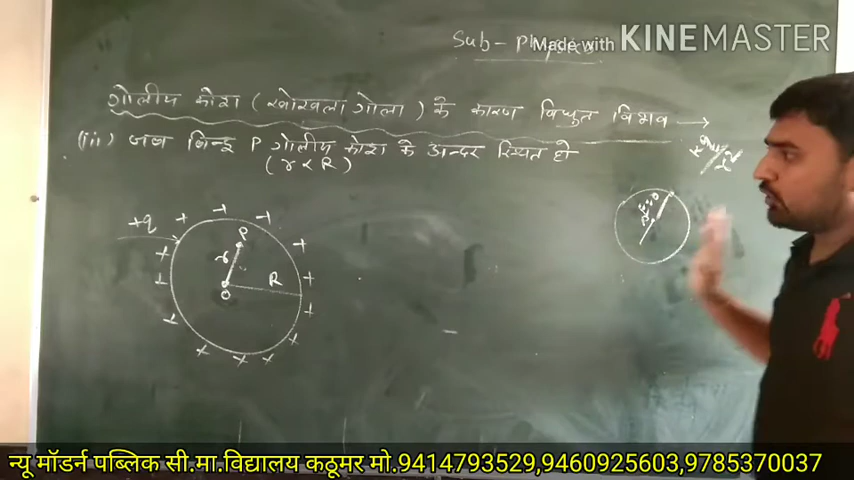 Sub - Physics
Made with KINEMASTER
गोलीय कोश (खोखला गोला) के कारण विद्युत विभव →
(iii) जब बिन्दु P गोलीय कोश के अन्दर स्थित हो
(r < R)
+q
P
r
R
O
न्यू मॉडर्न पब्लिक सी.मा.विद्यालय कठूमर मो.9414793529,9460925603,9785370037